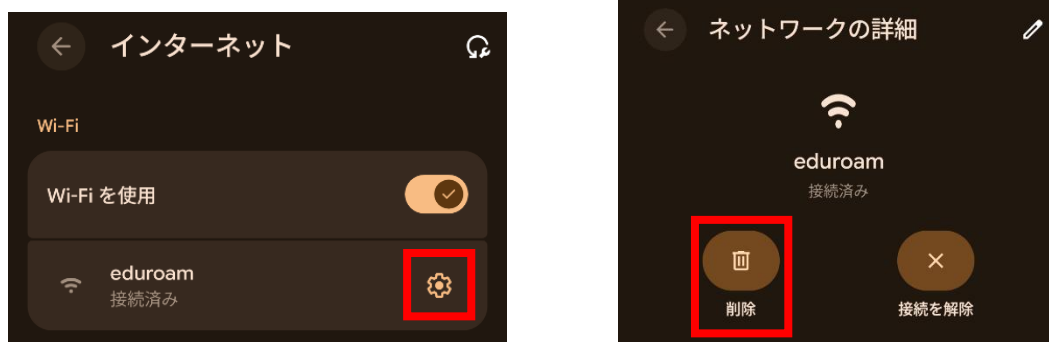 インターネット
Wi-Fi
Wi-Fi を使用
eduroam
接続済み
ネットワークの詳細
eduroam
接続済み
削除
接続を解除